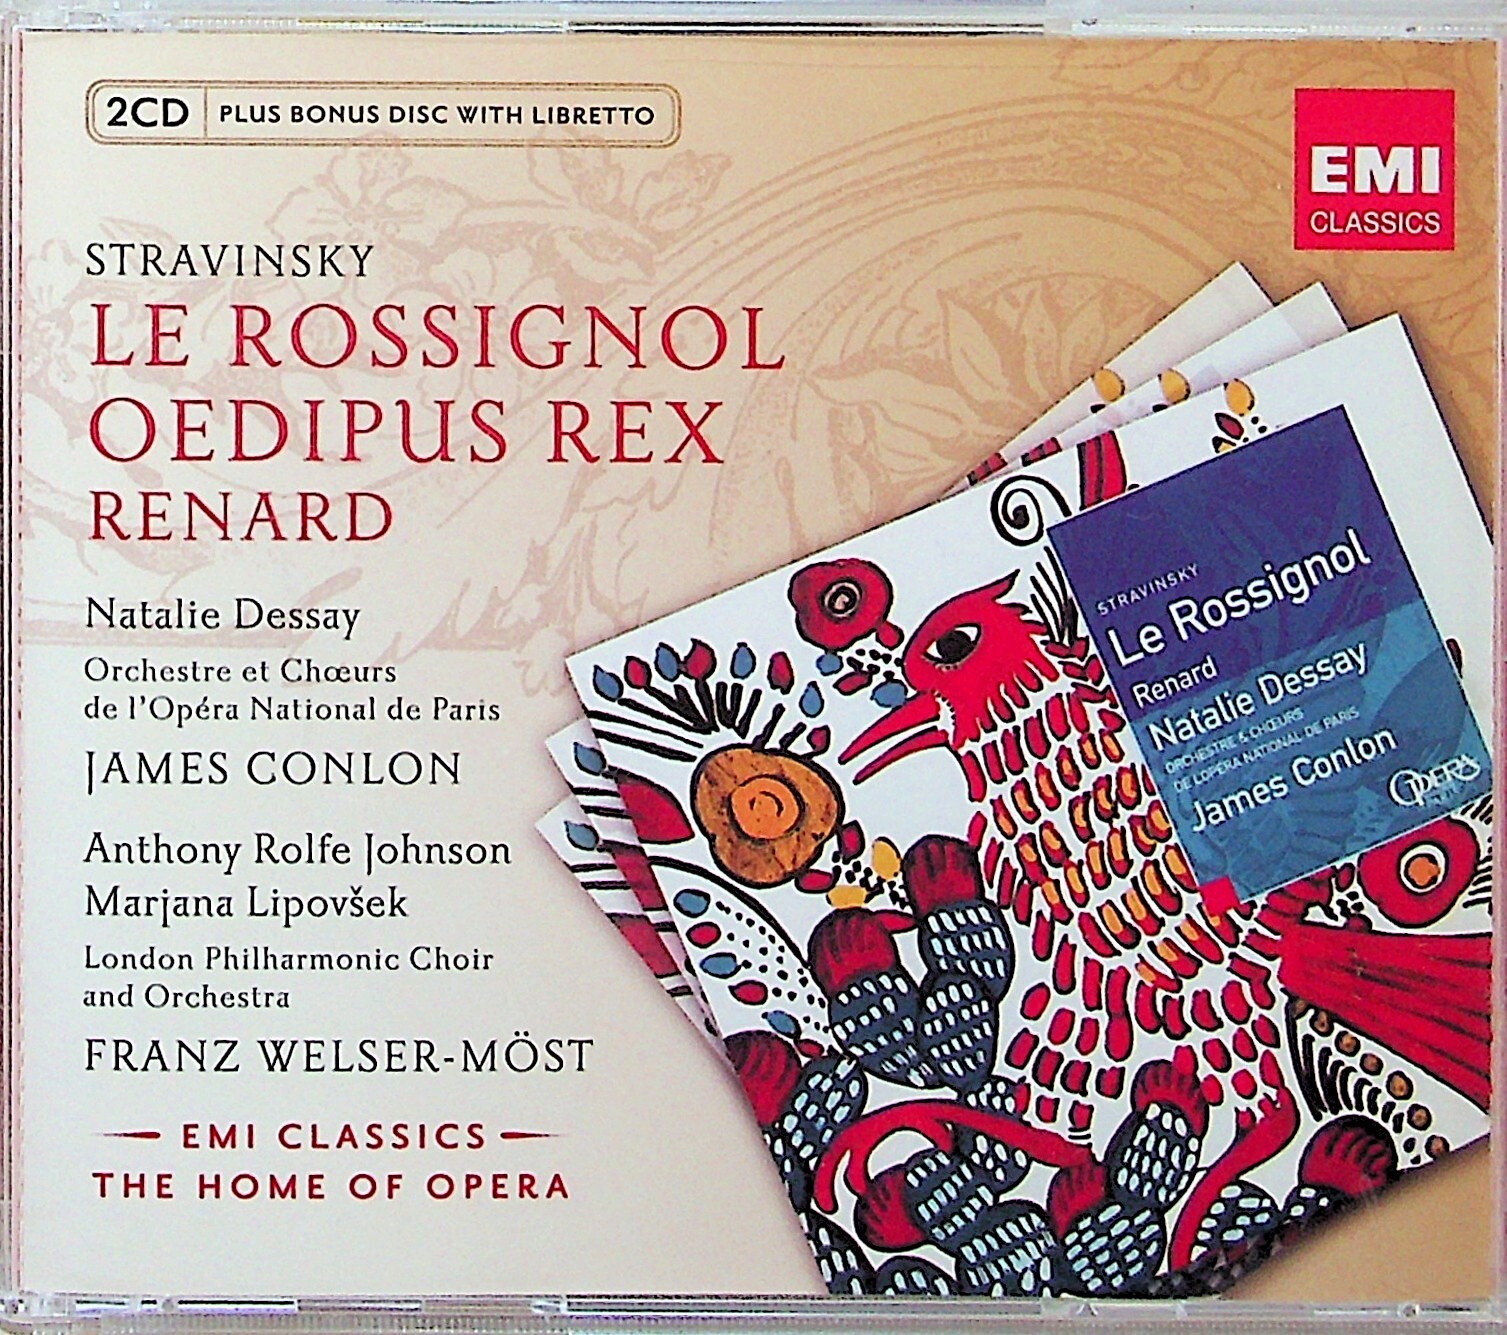 2CD PLUS BONUS DISC WITH LIBRETTO
EMI
CLASSICS
STRAVINSKY
LE ROSSIGNOL
OEDIPUS REX
RENARD
Natalie Dessay
Orchestre et Chœurs
de l'Opéra National de Paris
JAMES CONLON
Anthony Rolfe Johnson
Marjana Lipovšek
London Philharmonic Choir
and Orchestra
FRANZ WELSER-MÖST
EMI CLASSICS
THE HOME OF OPERA
STRAVINSKY
Le Rossignol
Renard
Natalie Dessay
ORCHESTRE & CHŒURS
DE L'OPÉRA NATIONAL DE PARIS
James Conlon
OPERA